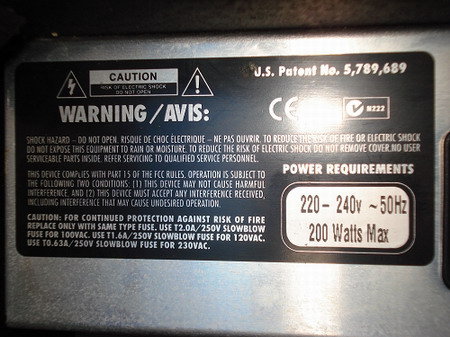 CAUTION
RISK OF ELECTRIC SHOCK
DO NOT OPEN
U.S. Patent No. 5,789,689
WARNING/AVIS:
CE
N222
SHOCK HAZARD – DO NOT OPEN. RISQUE DE CHOC ÉLECTRIQUE – NE PAS OUVRIR. TO REDUCE THE RISK OF FIRE OR ELECTRIC SHOCK
DO NOT EXPOSE THIS EQUIPMENT TO RAIN OR MOISTURE. TO REDUCE THE RISK OF ELECTRIC SHOCK DO NOT REMOVE COVER. NO USER
SERVICEABLE PARTS INSIDE. REFER SERVICING TO QUALIFIED SERVICE PERSONNEL.
THIS DEVICE COMPLIES WITH PART 15 OF THE FCC RULES. OPERATION IS SUBJECT TO
THE FOLLOWING TWO CONDITIONS: (1) THIS DEVICE MAY NOT CAUSE HARMFUL
INTERFERENCE, AND (2) THIS DEVICE MUST ACCEPT ANY INTERFERENCE RECEIVED,
INCLUDING INTERFERENCE THAT MAY CAUSE UNDESIRED OPERATION.
CAUTION: FOR CONTINUED PROTECTION AGAINST RISK OF FIRE
REPLACE ONLY WITH SAME TYPE FUSE. USE T2.0A/250V SLOWBLOW
FUSE FOR 100VAC. USE T1.6A/250V SLOWBLOW FUSE FOR 120VAC.
USE T0.63A/250V SLOWBLOW FUSE FOR 230VAC.
POWER REQUIREMENTS
220- 240v ~50Hz
200 Watts Max